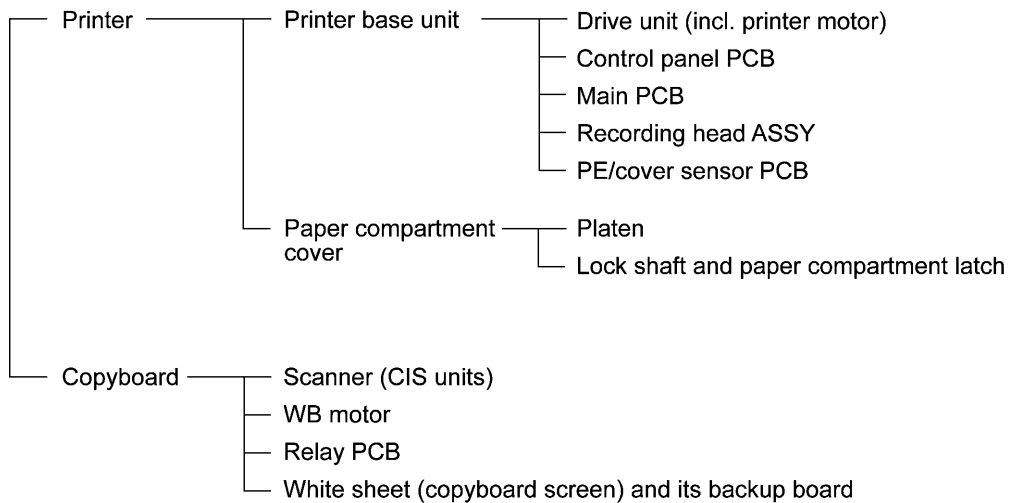 Printer
Printer base unit
Drive unit (incl. printer motor)
Control panel PCB
Main PCB
Recording head ASSY
PE/cover sensor PCB
Paper compartment
cover
Platen
Lock shaft and paper compartment latch
Copyboard
Scanner (CIS units)
WB motor
Relay PCB
White sheet (copyboard screen) and its backup board